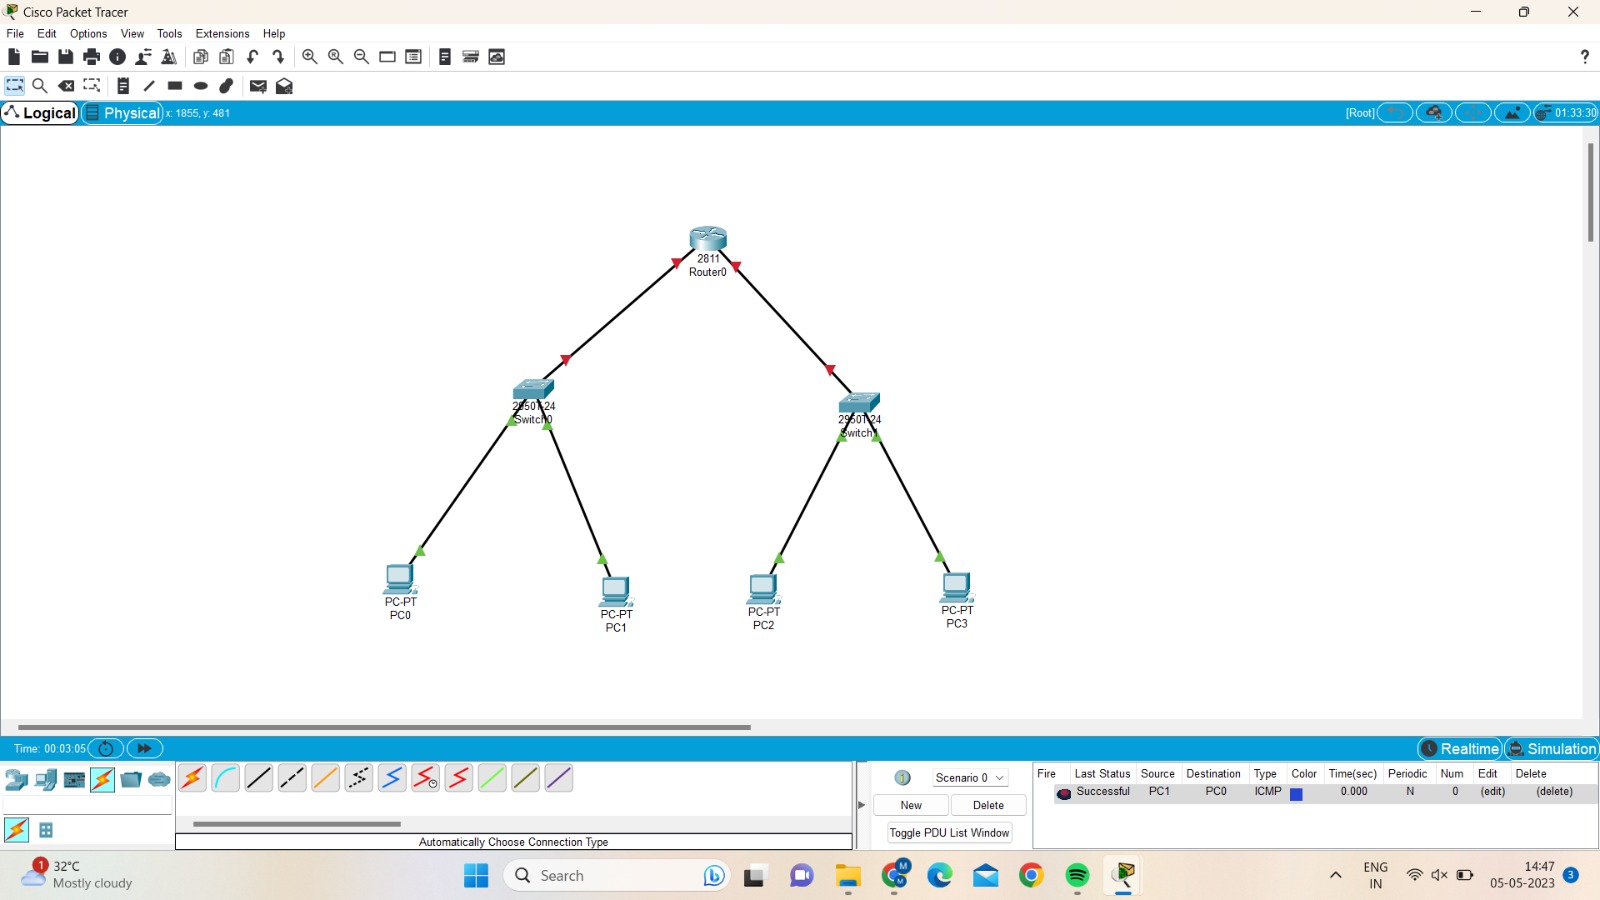 Cisco Packet Tracer
File Edit Options View Tools Extensions Help
?
Logical Physical x: 1855, y: 481 [Root] 01:33:30
2811
Router0
2950T-24
Switch0
2950T-24
Switch1
PC-PT
PC0
PC-PT
PC1
PC-PT
PC2
PC-PT
PC3
Time: 00:03:05 Realtime Simulation
Scenario 0
New Delete
Toggle PDU List Window
Fire Last Status Source Destination Type Color Time(sec) Periodic Num Edit Delete
Successful PC1 PC0 ICMP 0.000 N 0 (edit) (delete)
Automatically Choose Connection Type
1
32°C
Mostly cloudy
Search
M
M
ENG
IN
14:47
05-05-2023
3